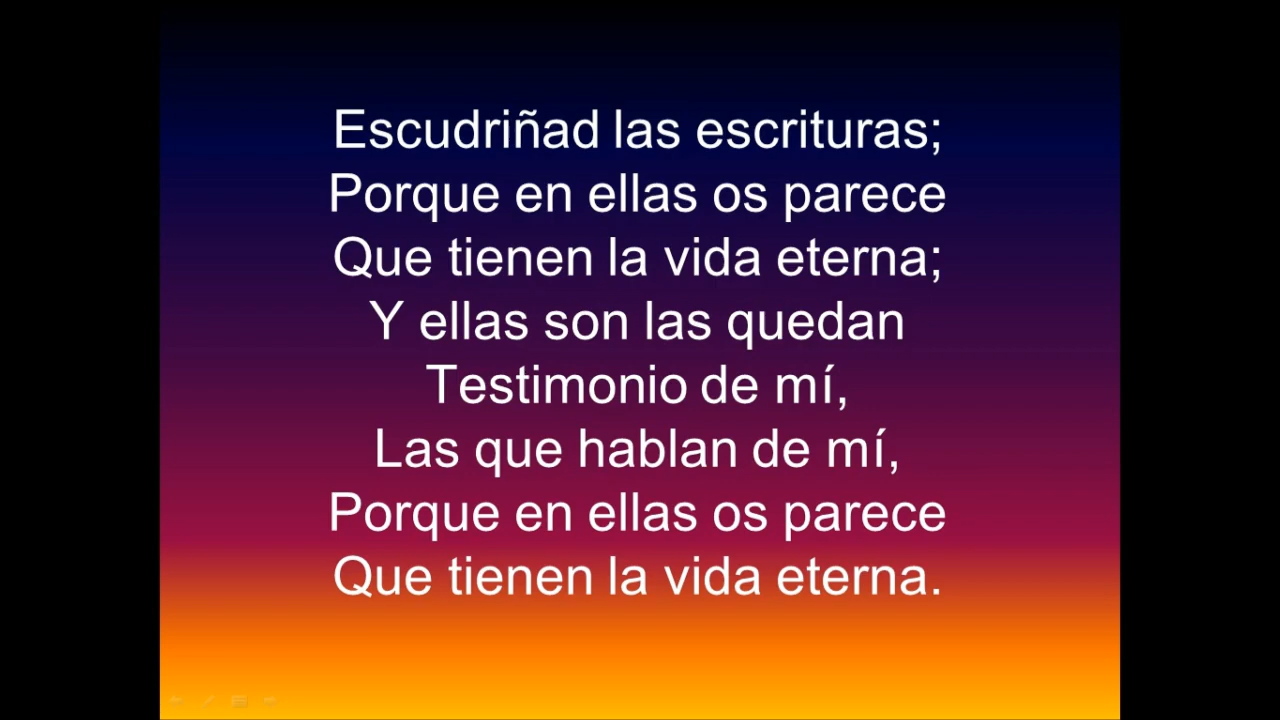 Escudriñad las escrituras;
Porque en ellas os parece
Que tienen la vida eterna;
Y ellas son las quedan
Testimonio de mí,
Las que hablan de mí,
Porque en ellas os parece
Que tienen la vida eterna.